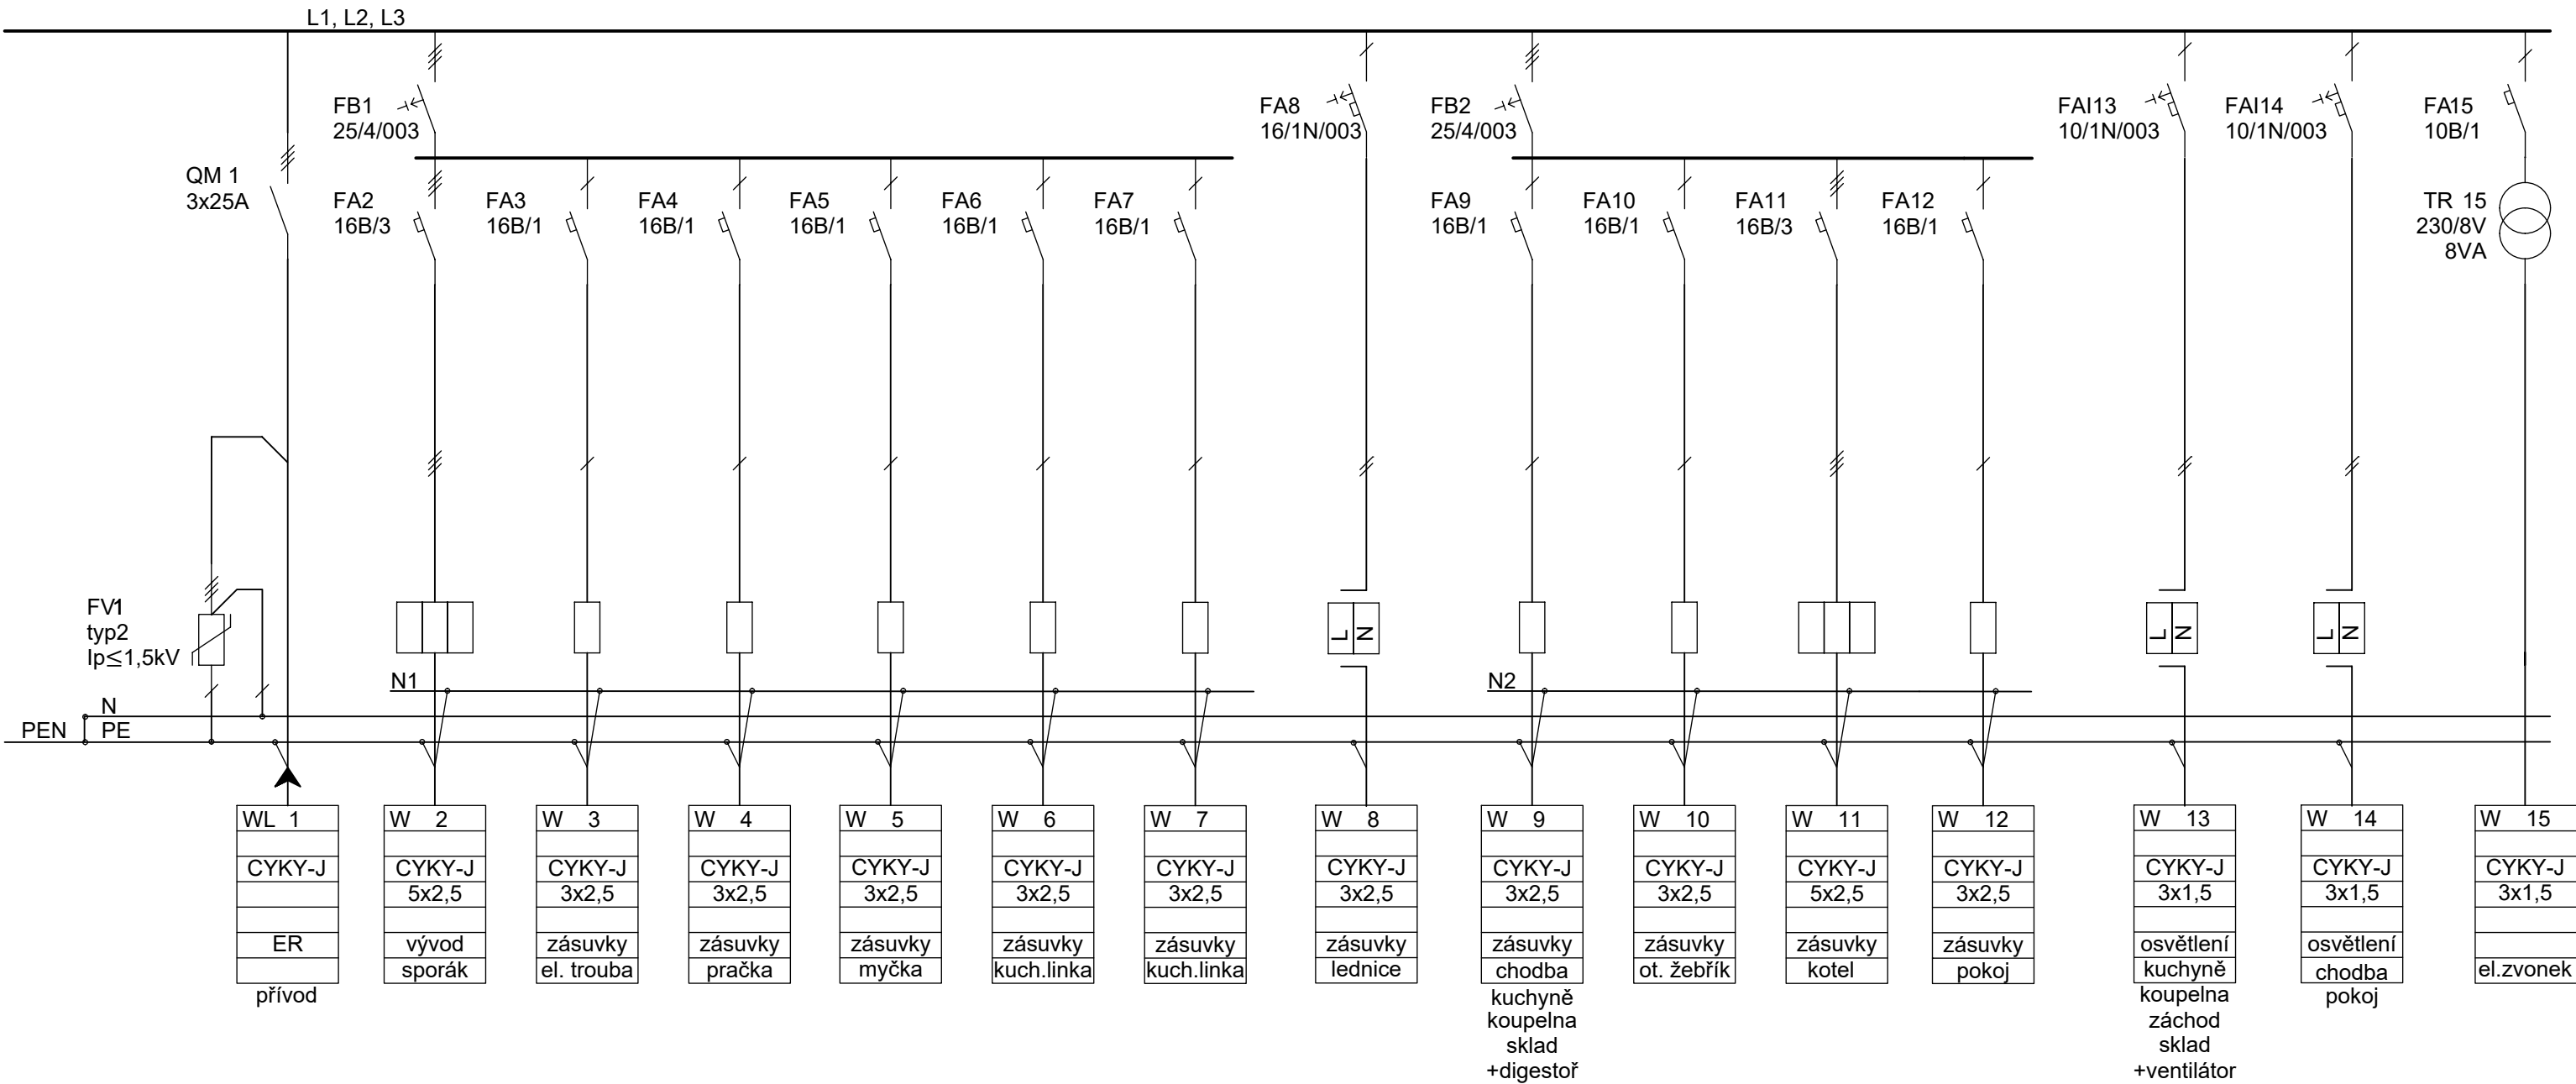 L1, L2, L3
QM 1
3x25A
FB1
25/4/003
FA2
16B/3
FA3
16B/1
FA4
16B/1
FA5
16B/1
FA6
16B/1
FA7
16B/1
FA8
16/1N/003
FB2
25/4/003
FA9
16B/1
FA10
16B/1
FA11
16B/3
FA12
16B/1
FAI13
10/1N/003
FAI14
10/1N/003
FA15
10B/1
TR 15
230/8V
8VA
FV1
typ2
Ip≤1,5kV
L N
L N
L N
N1
N2
N
PEN PE
WL 1
CYKY-J
ER
přívod
W 2
CYKY-J
5x2,5
vývod
sporák
W 3
CYKY-J
3x2,5
zásuvky
el. trouba
W 4
CYKY-J
3x2,5
zásuvky
pračka
W 5
CYKY-J
3x2,5
zásuvky
myčka
W 6
CYKY-J
3x2,5
zásuvky
kuch.linka
W 7
CYKY-J
3x2,5
zásuvky
kuch.linka
W 8
CYKY-J
3x2,5
zásuvky
lednice
W 9
CYKY-J
3x2,5
zásuvky
chodba
kuchyně
koupelna
sklad
+digestoř
W 10
CYKY-J
3x2,5
zásuvky
ot. žebřík
W 11
CYKY-J
5x2,5
zásuvky
kotel
W 12
CYKY-J
3x2,5
zásuvky
pokoj
W 13
CYKY-J
3x1,5
osvětlení
kuchyně
koupelna
záchod
sklad
+ventilátor
W 14
CYKY-J
3x1,5
osvětlení
chodba
pokoj
W 15
CYKY-J
3x1,5
el.zvonek